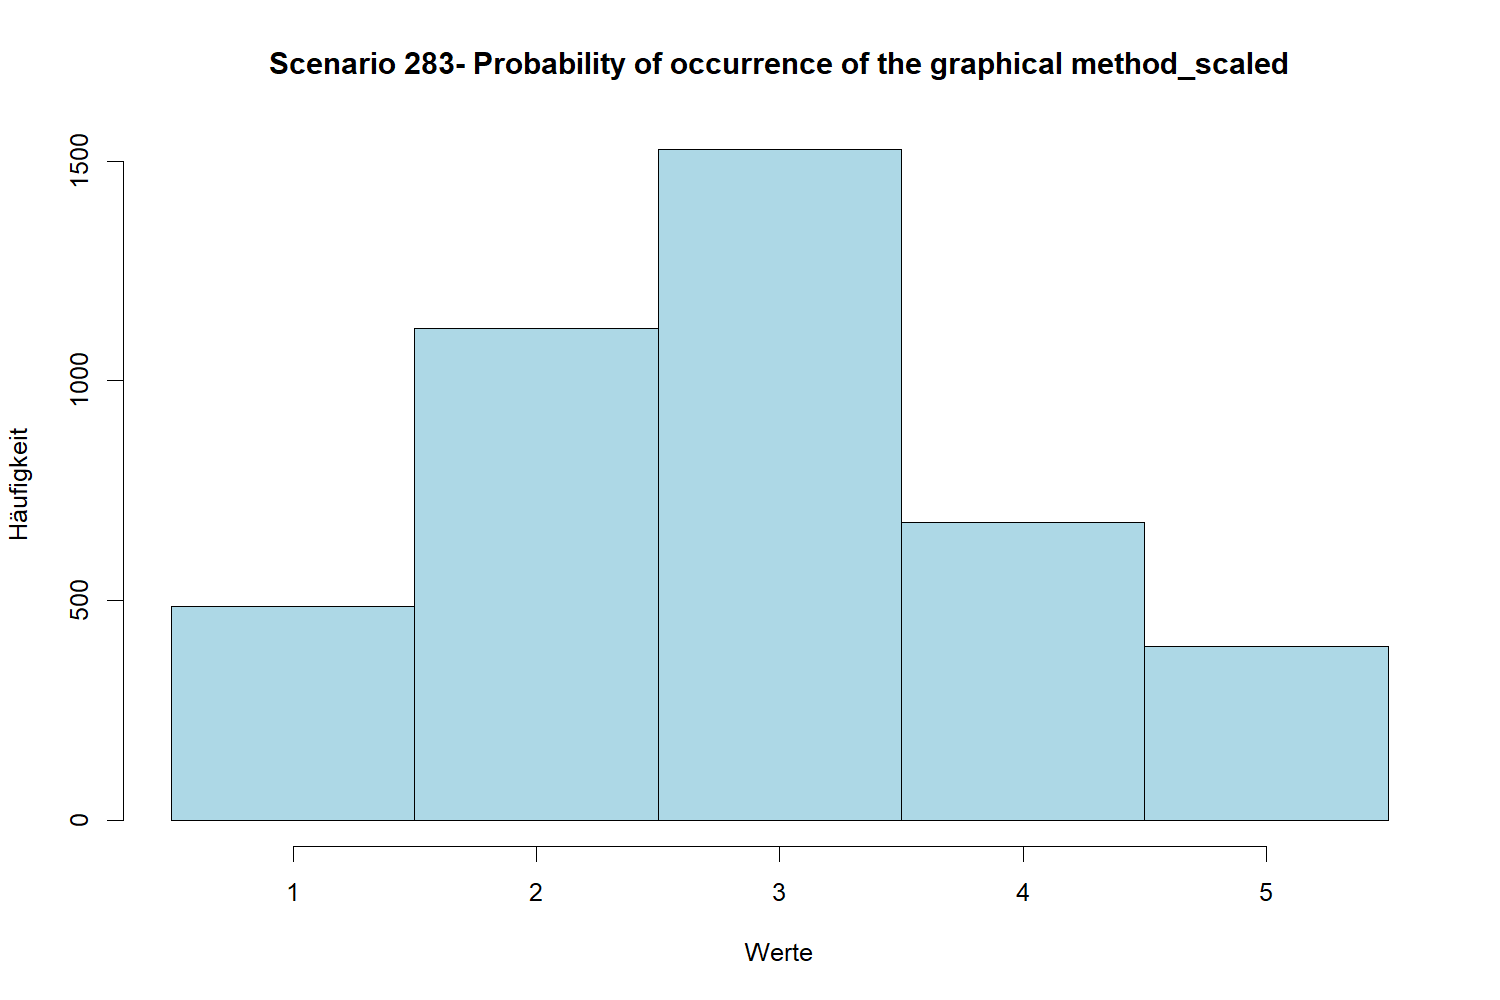 Scenario 283- Probability of occurrence of the graphical method_scaled
1500
1000
500
0
Häufigkeit
1 2 3 4 5
Werte